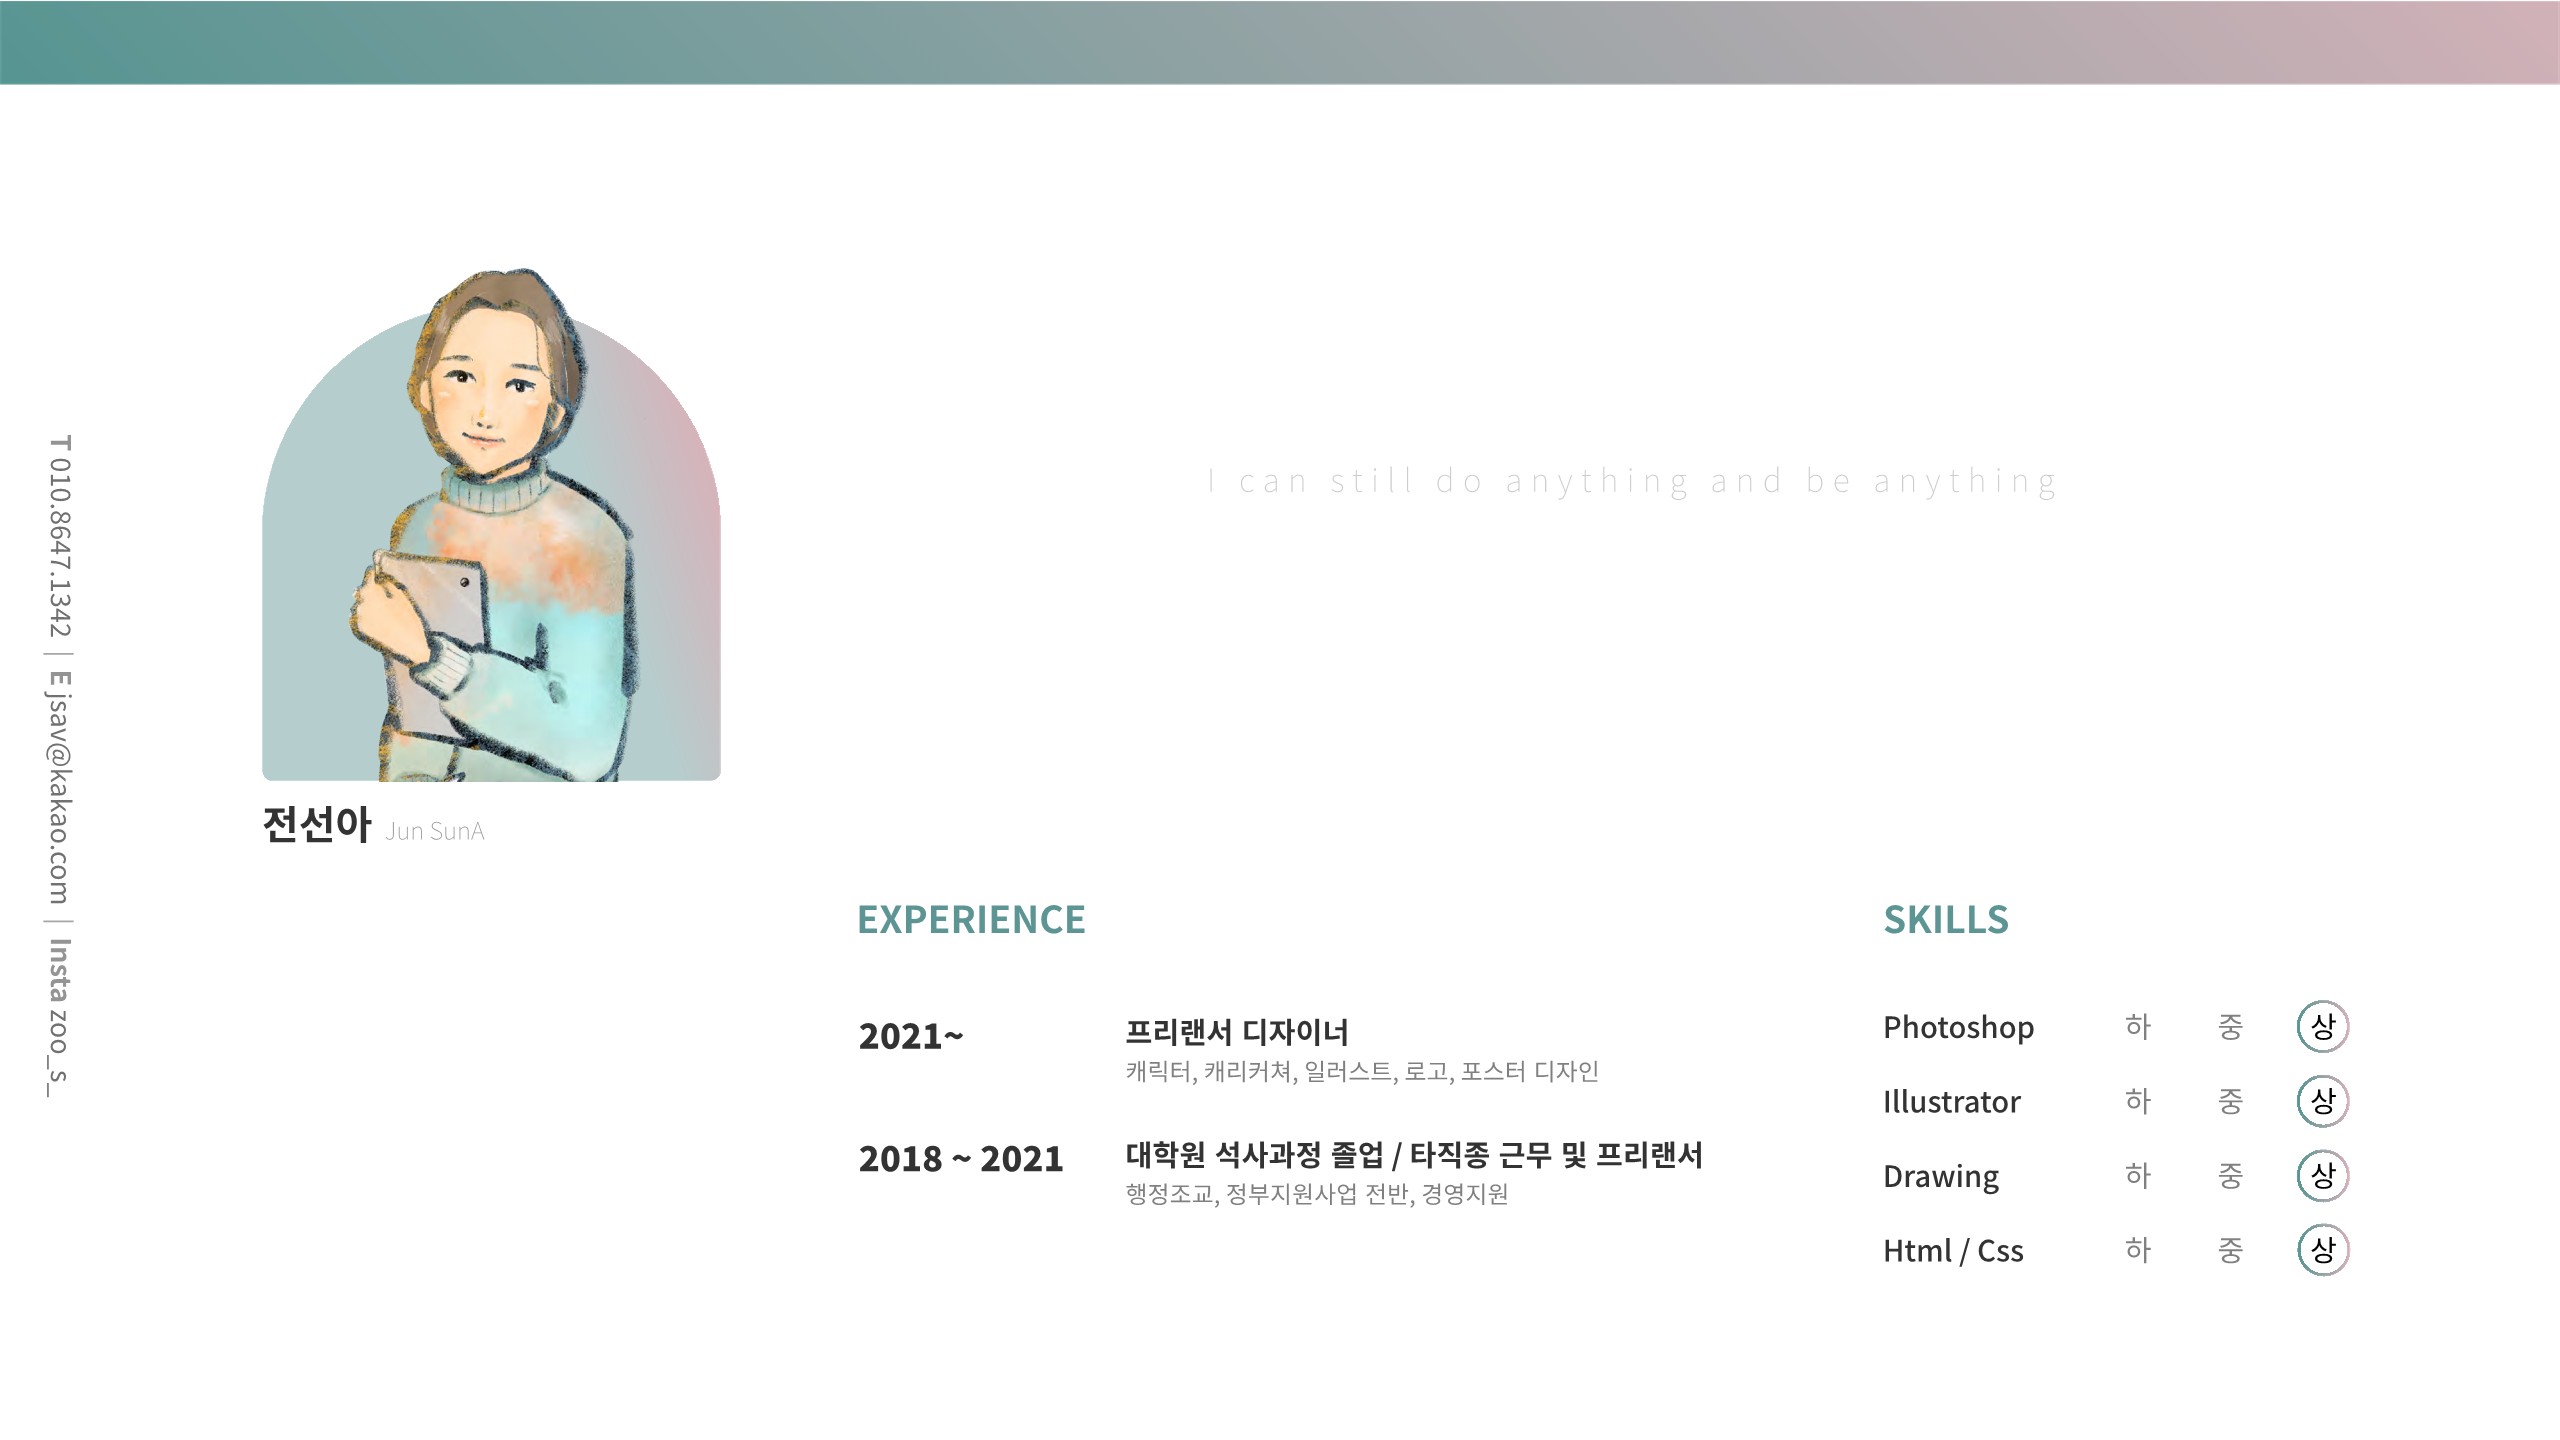 I can still do anything and be anything
전선아 Jun SunA
T 010.8647.1342 | E jsav@kakao.com | Insta zoo_s_
EXPERIENCE
2021~ 프리랜서 디자이너
캐릭터, 캐리커쳐, 일러스트, 로고, 포스터 디자인
2018 ~ 2021 대학원 석사과정 졸업 / 타직종 근무 및 프리랜서
행정조교, 정부지원사업 전반, 경영지원
SKILLS
Photoshop 하 중 상
Illustrator 하 중 상
Drawing 하 중 상
Html / Css 하 중 상